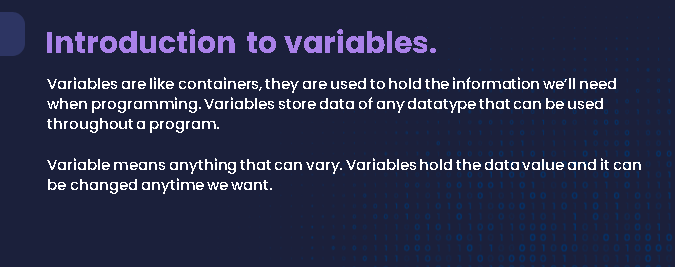 Introduction to variables.
Variables are like containers, they are used to hold the information we'll need
when programming. Variables store data of any datatype that can be used
throughout a program.
Variable means anything that can vary. Variables hold the data value and it can
be changed anytime we want.